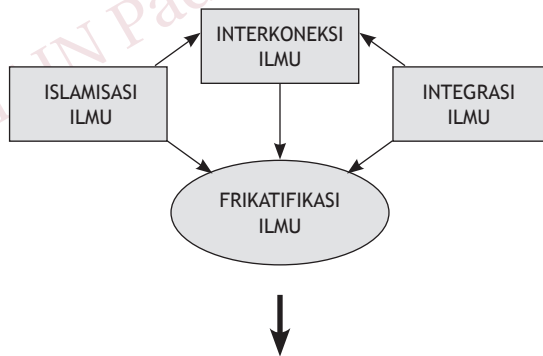 INTERKONEKSI
ILMU
ISLAMISASI
ILMU
INTEGRASI
ILMU
FRIKATIFIKASI
ILMU